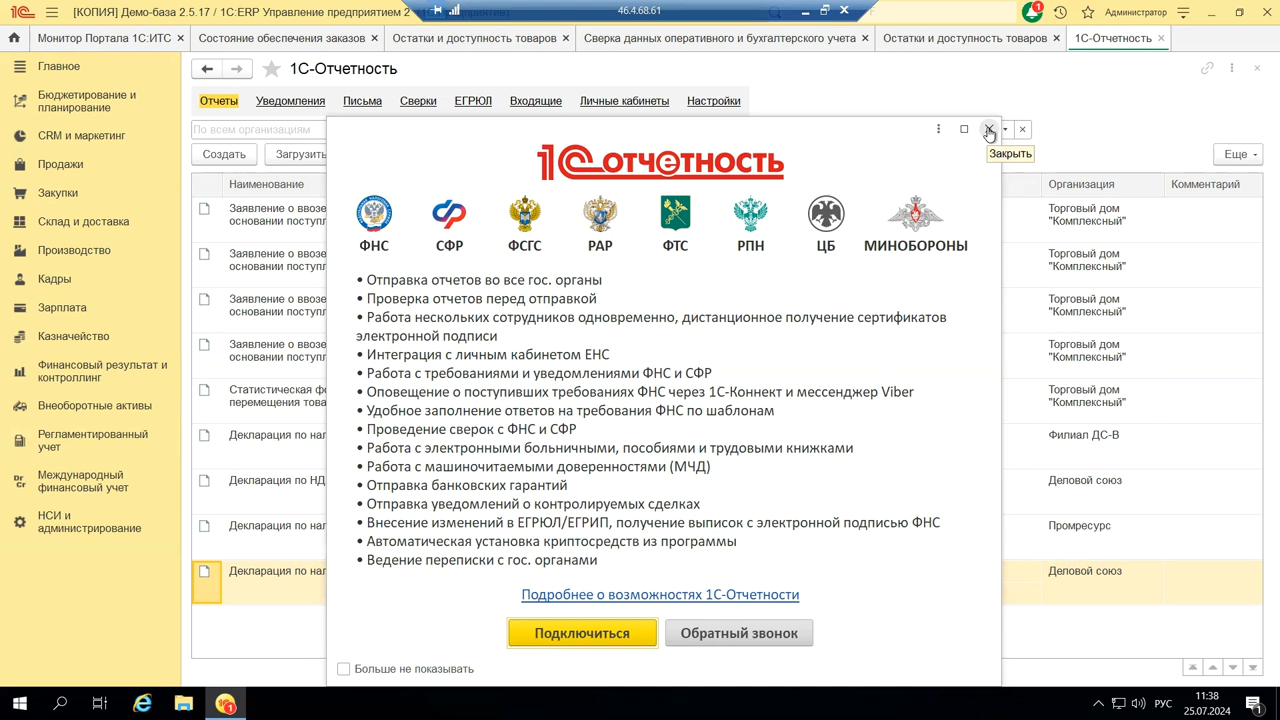 [КОПИЯ] Демо-база 2.5.17 / 1С:ERP Управление предприятием 2
46.4.68.61
1
Администратор
Монитор Портала 1С:ИТС
Состояние обеспечения заказов
Остатки и доступность товаров
Сверка данных оперативного и бухгалтерского учета
Остатки и доступность товаров
1С-Отчетность
Главное
Бюджетирование и
планирование
CRM и маркетинг
Продажи
Закупки
Склад и доставка
Производство
Кадры
Зарплата
Казначейство
Финансовый результат и
контроллинг
Внеоборотные активы
Регламентированный
учет
Международный
финансовый учет
НСИ и
администрирование
1С-Отчетность
Отчеты
Уведомления
Письма
Сверки
ЕГРЮЛ
Входящие
Личные кабинеты
Настройки
По всем организациям
Создать
Загрузить
Еще
Наименование
Организация
Комментарий
Заявление о ввозе
основании поступл
Торговый дом
"Комплексный"
Заявление о ввозе
основании поступл
Торговый дом
"Комплексный"
Заявление о ввозе
основании поступл
Торговый дом
"Комплексный"
Заявление о ввозе
основании поступл
Торговый дом
"Комплексный"
Статистическая фо
перемещения това
Торговый дом
"Комплексный"
Декларация по нал
Филиал ДС-В
Декларация по НД
Деловой союз
Декларация по нал
Промресурс
Декларация по нал
Деловой союз
Закрыть
1С отчетность
ФНС
СФР
ФСГС
РАР
ФТС
РПН
ЦБ
МИНОБОРОНЫ
• Отправка отчетов во все гос. органы
• Проверка отчетов перед отправкой
• Работа нескольких сотрудников одновременно, дистанционное получение сертификатов
электронной подписи
• Интеграция с личным кабинетом ЕНС
• Работа с требованиями и уведомлениями ФНС и СФР
• Оповещение о поступивших требованиях ФНС через 1С-Коннект и мессенджер Viber
• Удобное заполнение ответов на требования ФНС по шаблонам
• Проведение сверок с ФНС и СФР
• Работа с электронными больничными, пособиями и трудовыми книжками
• Работа с машиночитаемыми доверенностями (МЧД)
• Отправка банковских гарантий
• Отправка уведомлений о контролируемых сделках
• Внесение изменений в ЕГРЮЛ/ЕГРИП, получение выписок с электронной подписью ФНС
• Автоматическая установка криптосредств из программы
• Ведение переписки с гос. органами
Подробнее о возможностях 1С-Отчетности
Подключиться
Обратный звонок
Больше не показывать
РУС
11:38
25.07.2024
1
1